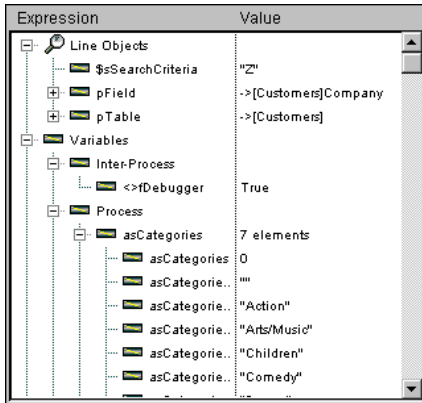 Expression Value
Line Objects
$sSearchCriteria "Z"
pField ->[Customers]Company
pTable ->[Customers]
Variables
Inter-Process
<>fDebugger True
Process
asCategories 7 elements
asCategories 0
asCategorie.. ""
asCategorie.. "Action"
asCategorie.. "Arts/Music"
asCategorie.. "Children"
asCategorie.. "Comedy"